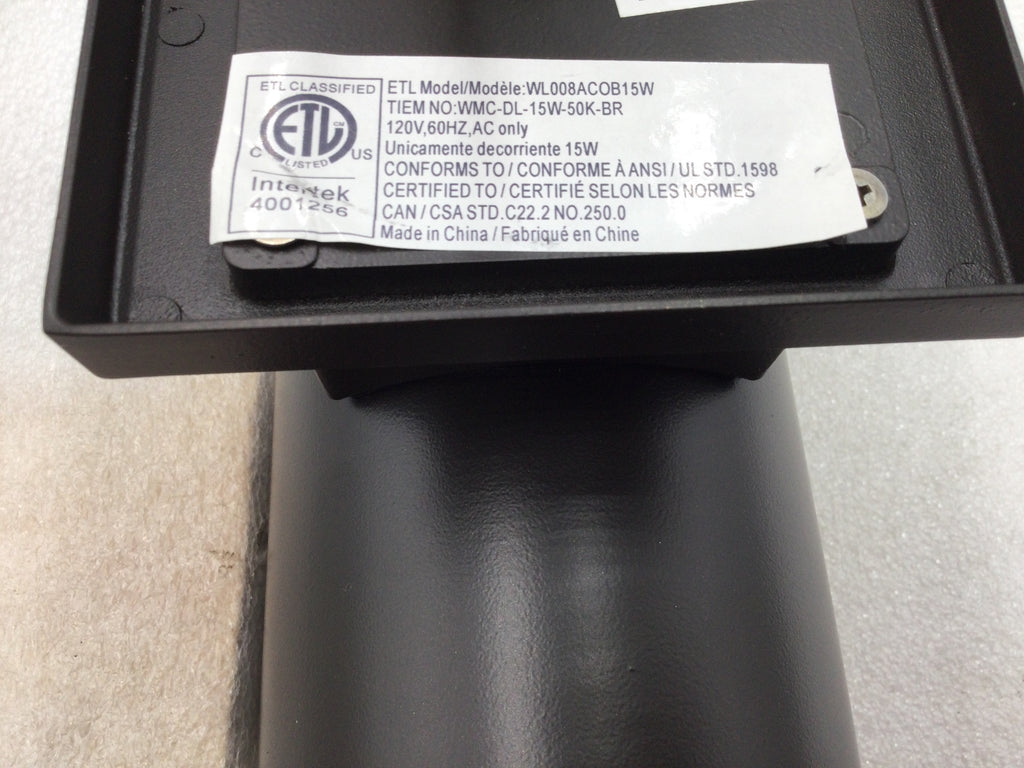 ETL CLASSIFIED
ETL CM
C LISTED US
Intertek
4001256
ETL Model/Modèle:WL008ACOB15W
TIEM NO:WMC-DL-15W-50K-BR
120V,60HZ,AC only
Unicamente decorriente 15W
CONFORMS TO / CONFORME À ANSI / UL STD.1598
CERTIFIED TO / CERTIFIÉ SELON LES NORMES
CAN / CSA STD.C22.2 NO.250.0
Made in China / Fabriqué en Chine